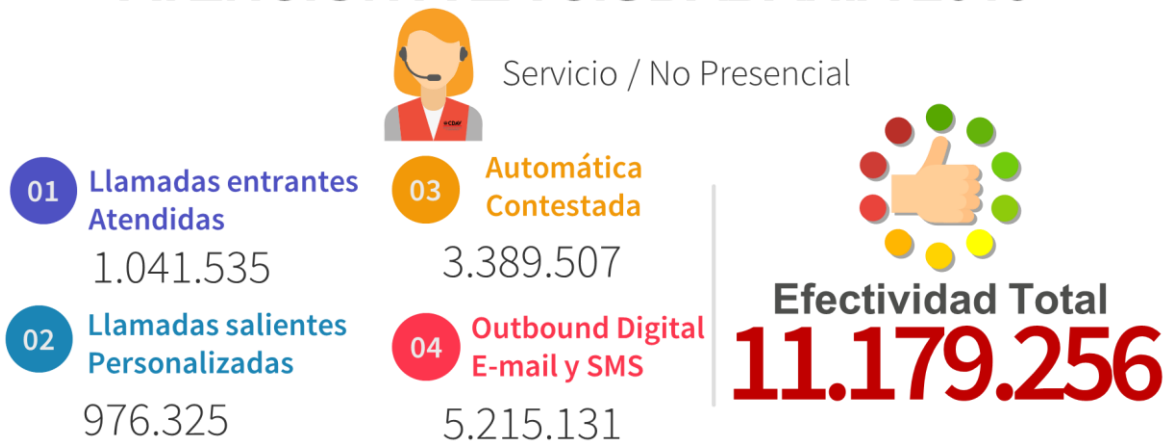 Servicio / No Presencial
01
Llamadas entrantes
Atendidas
1.041.535
02
Llamadas salientes
Personalizadas
976.325
03
Automática
Contestada
3.389.507
04
Outbound Digital
E-mail y SMS
5.215.131
Efectividad Total
11.179.256